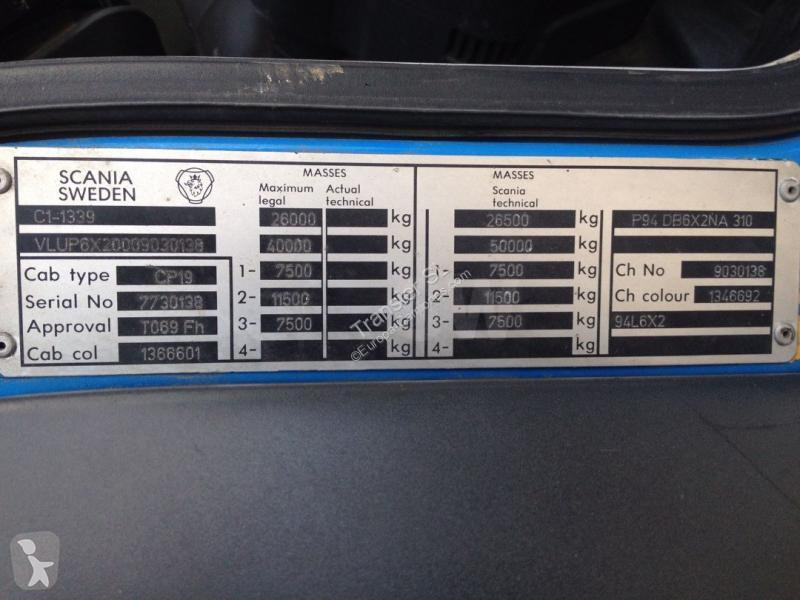 SCANIA
SWEDEN
C1-1339
VLUP6X20009030138
Cab type CP19
Serial No 7730138
Approval T069 Fh
Cab col 1366601
MASSES
Maximum legal Actual technical
26000 kg
40000 kg
1- 7500 kg
2- 11500 kg
3- 7500 kg
4- kg
MASSES
Scania
technical
26500 kg
50000 kg
1- 7500 kg
2- 11500 kg
3- 7500 kg
4- kg
P94 DB6X2NA 310
Ch No 9030138
Ch colour 1346692
94L6X2